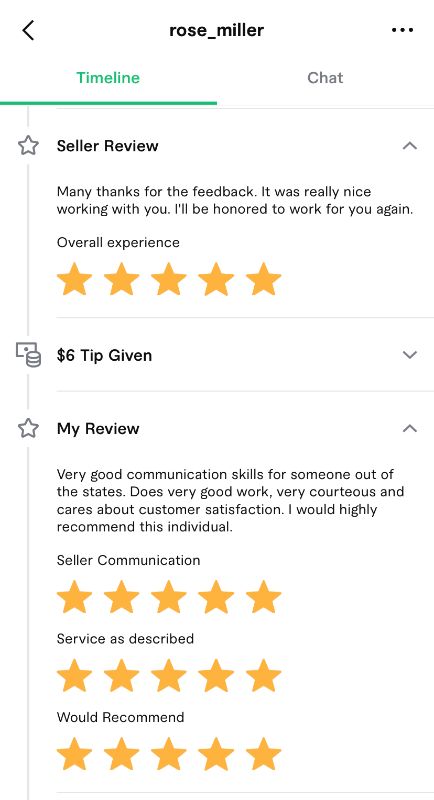 rose_miller
Timeline
Chat
Seller Review
Many thanks for the feedback. It was really nice
working with you. I'll be honored to work for you again.
Overall experience
$6 Tip Given
My Review
Very good communication skills for someone out of
the states. Does very good work, very courteous and
cares about customer satisfaction. I would highly
recommend this individual.
Seller Communication
Service as described
Would Recommend